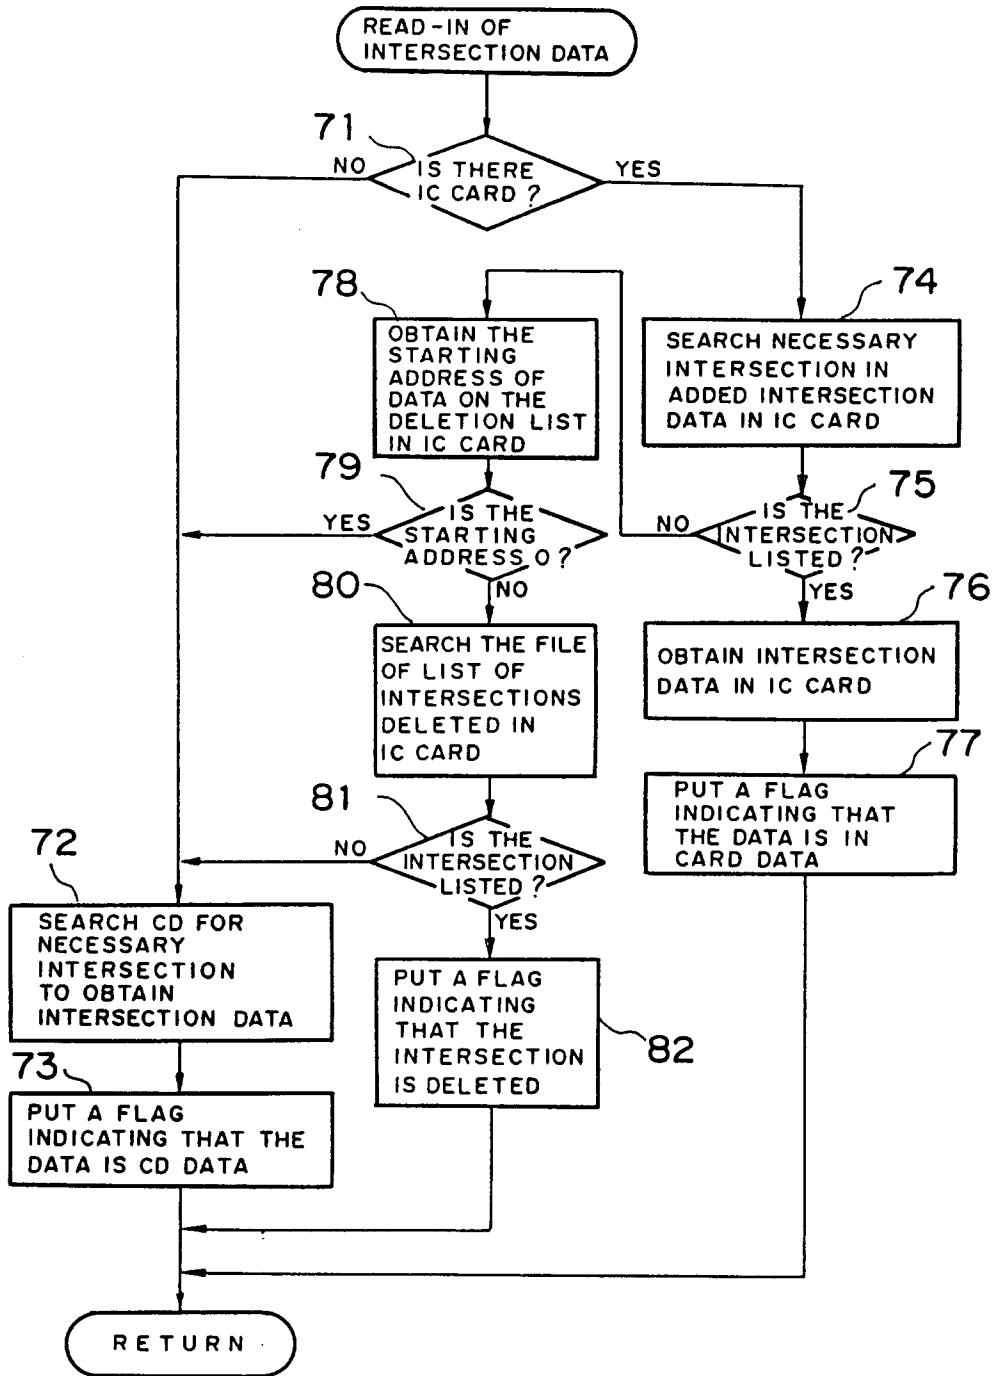 READ-IN OF
INTERSECTION DATA
71
IS THERE
IC CARD?
NO
YES
78
OBTAIN THE
STARTING
ADDRESS OF
DATA ON THE
DELETION LIST
IN IC CARD
74
SEARCH NECESSARY
INTERSECTION IN
ADDED INTERSECTION
DATA IN IC CARD
79
IS THE
STARTING
ADDRESS 0?
YES
NO
75
IS THE
INTERSECTION
LISTED?
NO
YES
80
SEARCH THE FILE
OF LIST OF
INTERSECTIONS
DELETED IN
IC CARD
76
OBTAIN INTERSECTION
DATA IN IC CARD
77
PUT A FLAG
INDICATING THAT
THE DATA IS IN
CARD DATA
81
IS THE
INTERSECTION
LISTED?
NO
YES
72
SEARCH CD FOR
NECESSARY
INTERSECTION
TO OBTAIN
INTERSECTION DATA
82
PUT A FLAG
INDICATING
THAT THE
INTERSECTION
IS DELETED
73
PUT A FLAG
INDICATING THAT THE
DATA IS CD DATA
RETURN